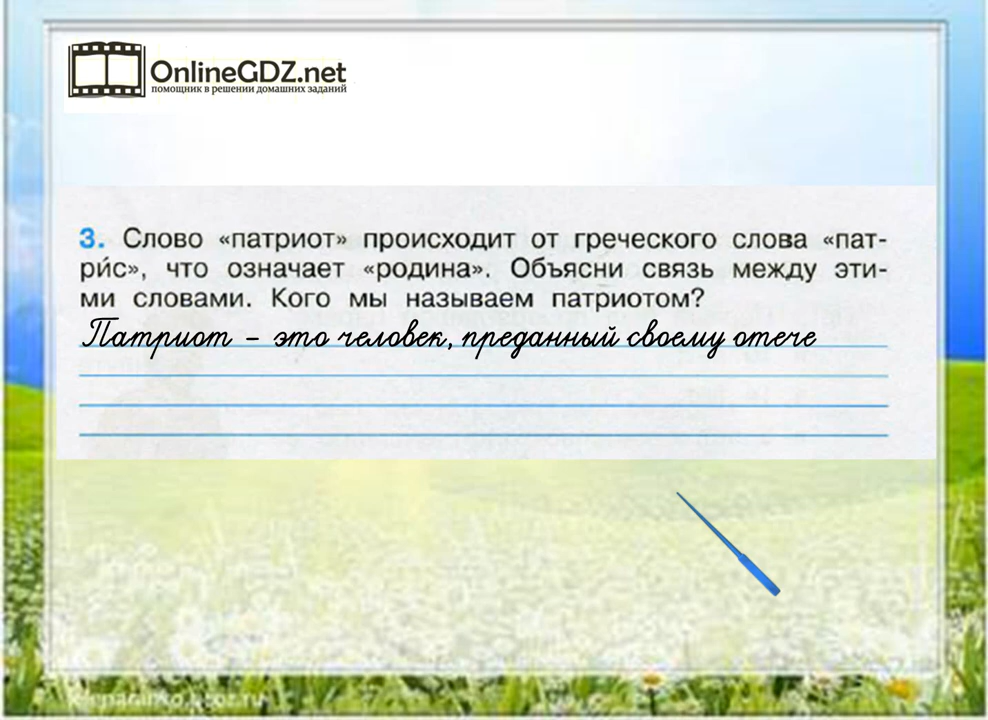 OnlineGDZ.net
помощник в решении домашних заданий
3. Слово «патриот» происходит от греческого слова «пат-
ри́с», что означает «родина». Объясни связь между эти-
ми словами. Кого мы называем патриотом?
Патриот – это человек, преданный своему отече